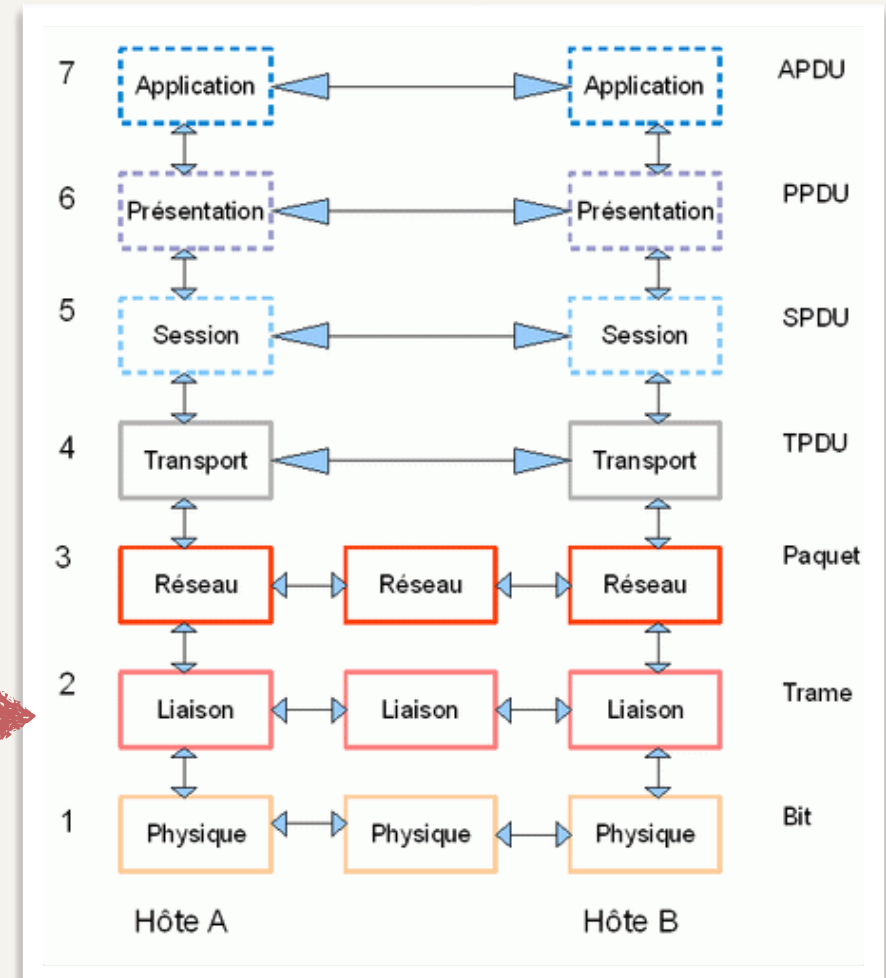 7 Application Application APDU
6 Présentation Présentation PPDU
5 Session Session SPDU
4 Transport Transport TPDU
3 Réseau Réseau Réseau Paquet
2 Liaison Liaison Liaison Trame
1 Physique Physique Physique Bit
Hôte A Hôte B